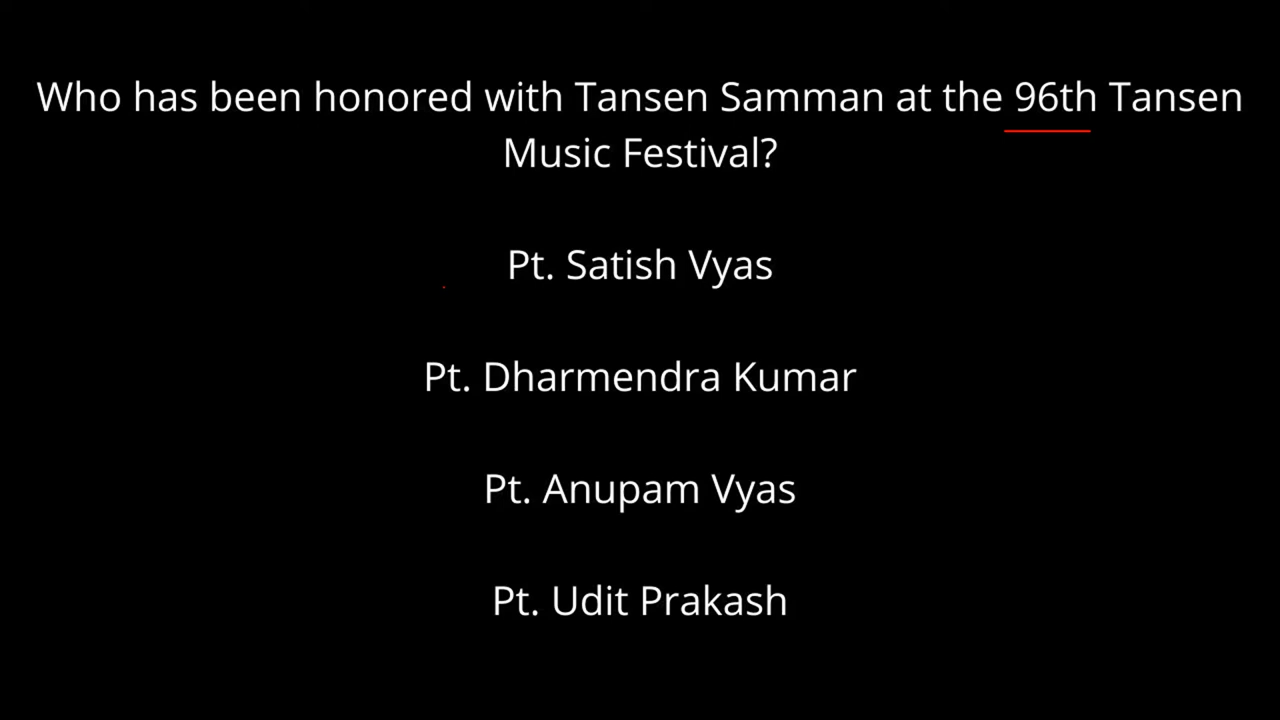 Who has been honored with Tansen Samman at the 96th Tansen
Music Festival?
Pt. Satish Vyas
Pt. Dharmendra Kumar
Pt. Anupam Vyas
Pt. Udit Prakash